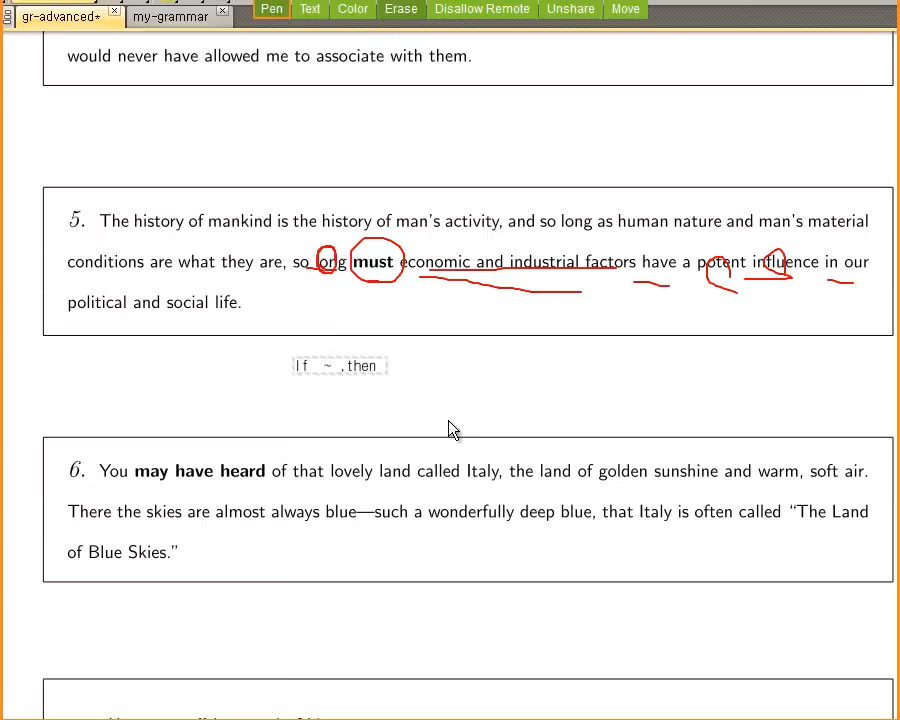 Pen Text Color Erase Disallow Remote Unshare Move
gr-advanced* my-grammar
would never have allowed me to associate with them.
5. The history of mankind is the history of man's activity, and so long as human nature and man's material
conditions are what they are, so long must economic and industrial factors have a potent influence in our
political and social life.
If ~ ,then
6. You may have heard of that lovely land called Italy, the land of golden sunshine and warm, soft air.
There the skies are almost always blue—such a wonderfully deep blue, that Italy is often called “The Land
of Blue Skies.”